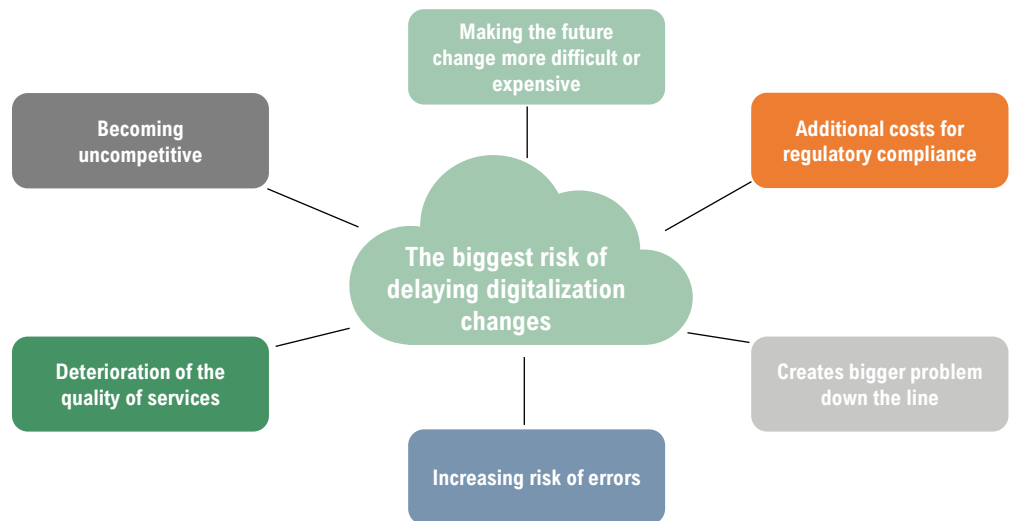 Making the future
change more difficult or
expensive
Becoming
uncompetitive
Additional costs for
regulatory compliance
The biggest risk of
delaying digitalization
changes
Deterioration of the
quality of services
Creates bigger problem
down the line
Increasing risk of errors